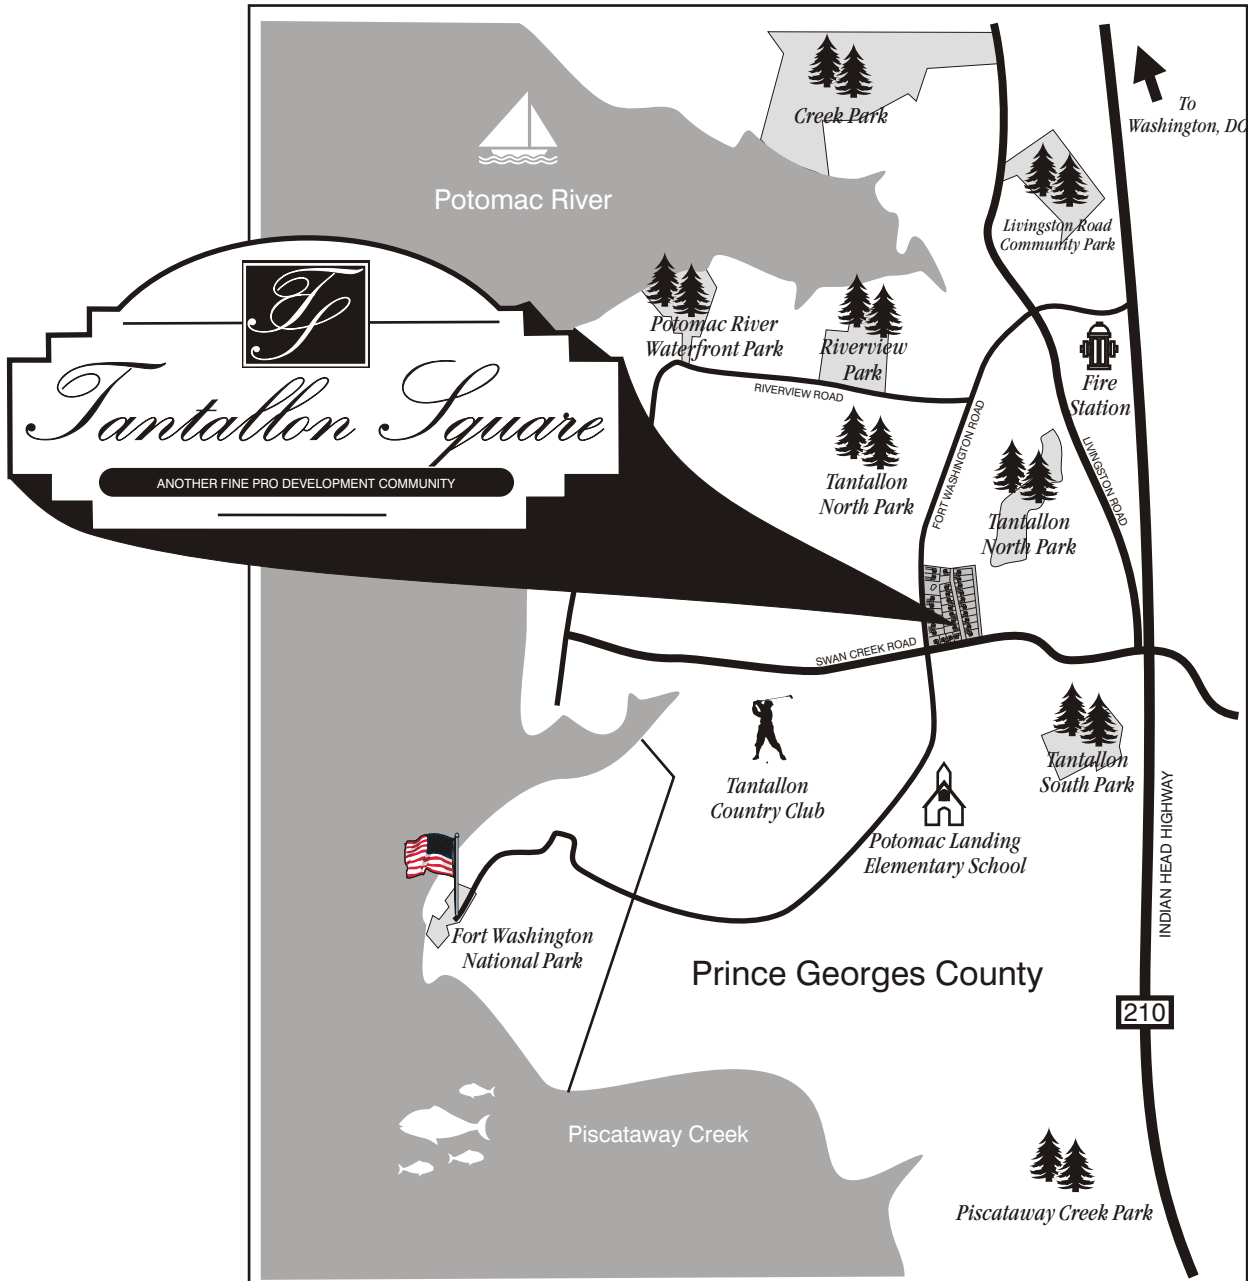 Creek Park
To
Washington, DC
Potomac River
Livingston Road
Community Park
TS
Tantallon Square
ANOTHER FINE PRO DEVELOPMENT COMMUNITY
Potomac River
Waterfront Park
Riverview
Park
RIVERVIEW ROAD
Fire
Station
FORT WASHINGTON ROAD
LIVINGSTON ROAD
Tantallon
North Park
Tantallon
North Park
SWAN CREEK ROAD
Tantallon
Country Club
Tantallon
South Park
Potomac Landing
Elementary School
INDIAN HEAD HIGHWAY
Fort Washington
National Park
Prince Georges County
210
Piscataway Creek
Piscataway Creek Park